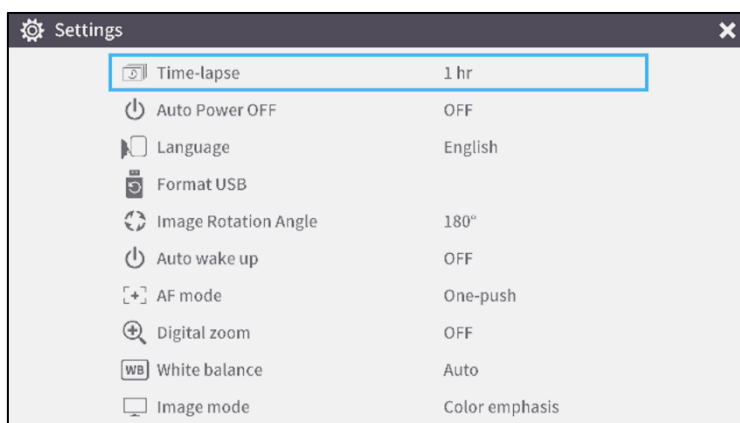 Settings
Time-lapse 1 hr
Auto Power OFF OFF
Language English
Format USB
Image Rotation Angle 180°
Auto wake up OFF
AF mode One-push
Digital zoom OFF
WB White balance Auto
Image mode Color emphasis